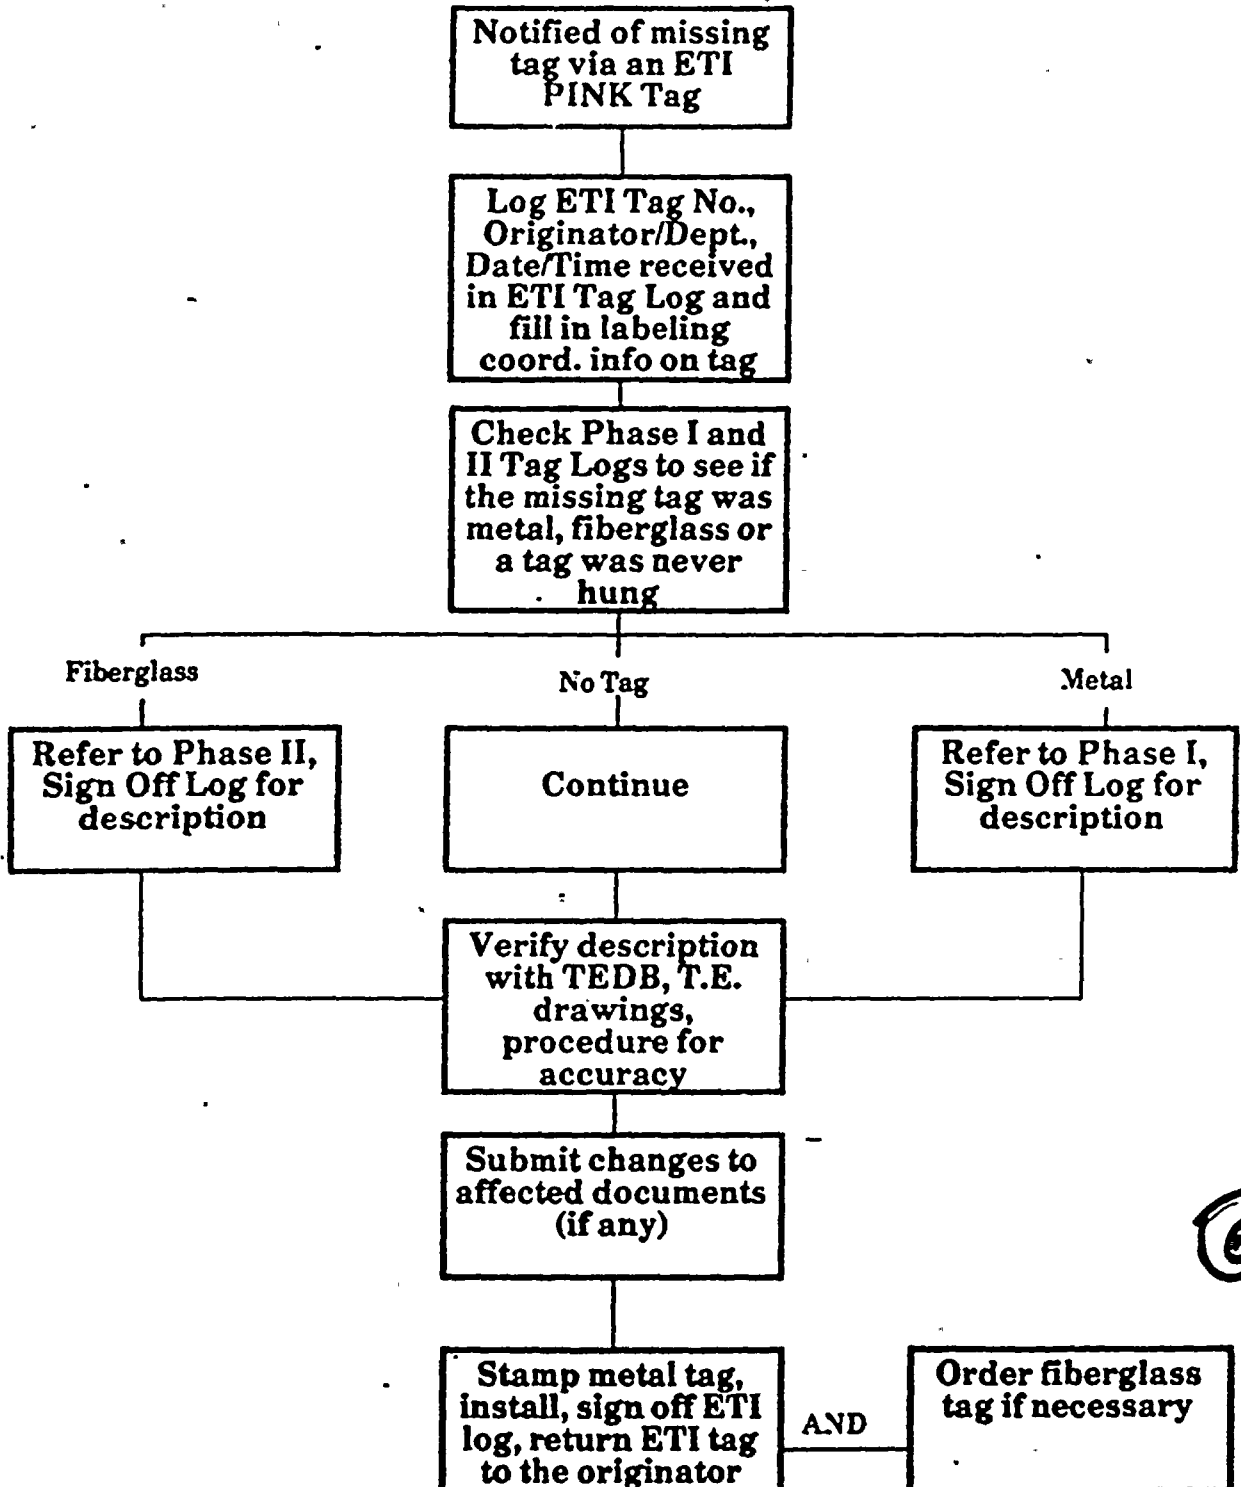 Notified of missing
tag via an ETI
PINK Tag
Log ETI Tag No.,
Originator/Dept.,
Date/Time received
in ETI Tag Log and
fill in labeling
coord. info on tag
Check Phase I and
II Tag Logs to see if
the missing tag was
metal, fiberglass or
a tag was never
hung
Fiberglass
No Tag
Metal
Refer to Phase II,
Sign Off Log for
description
Continue
Refer to Phase I,
Sign Off Log for
description
Verify description
with TEDB, T.E.
drawings,
procedure for
accuracy
Submit changes to
affected documents
(if any)
Stamp metal tag,
install, sign off ETI
log, return ETI tag
to the originator
AND
Order fiberglass
tag if necessary